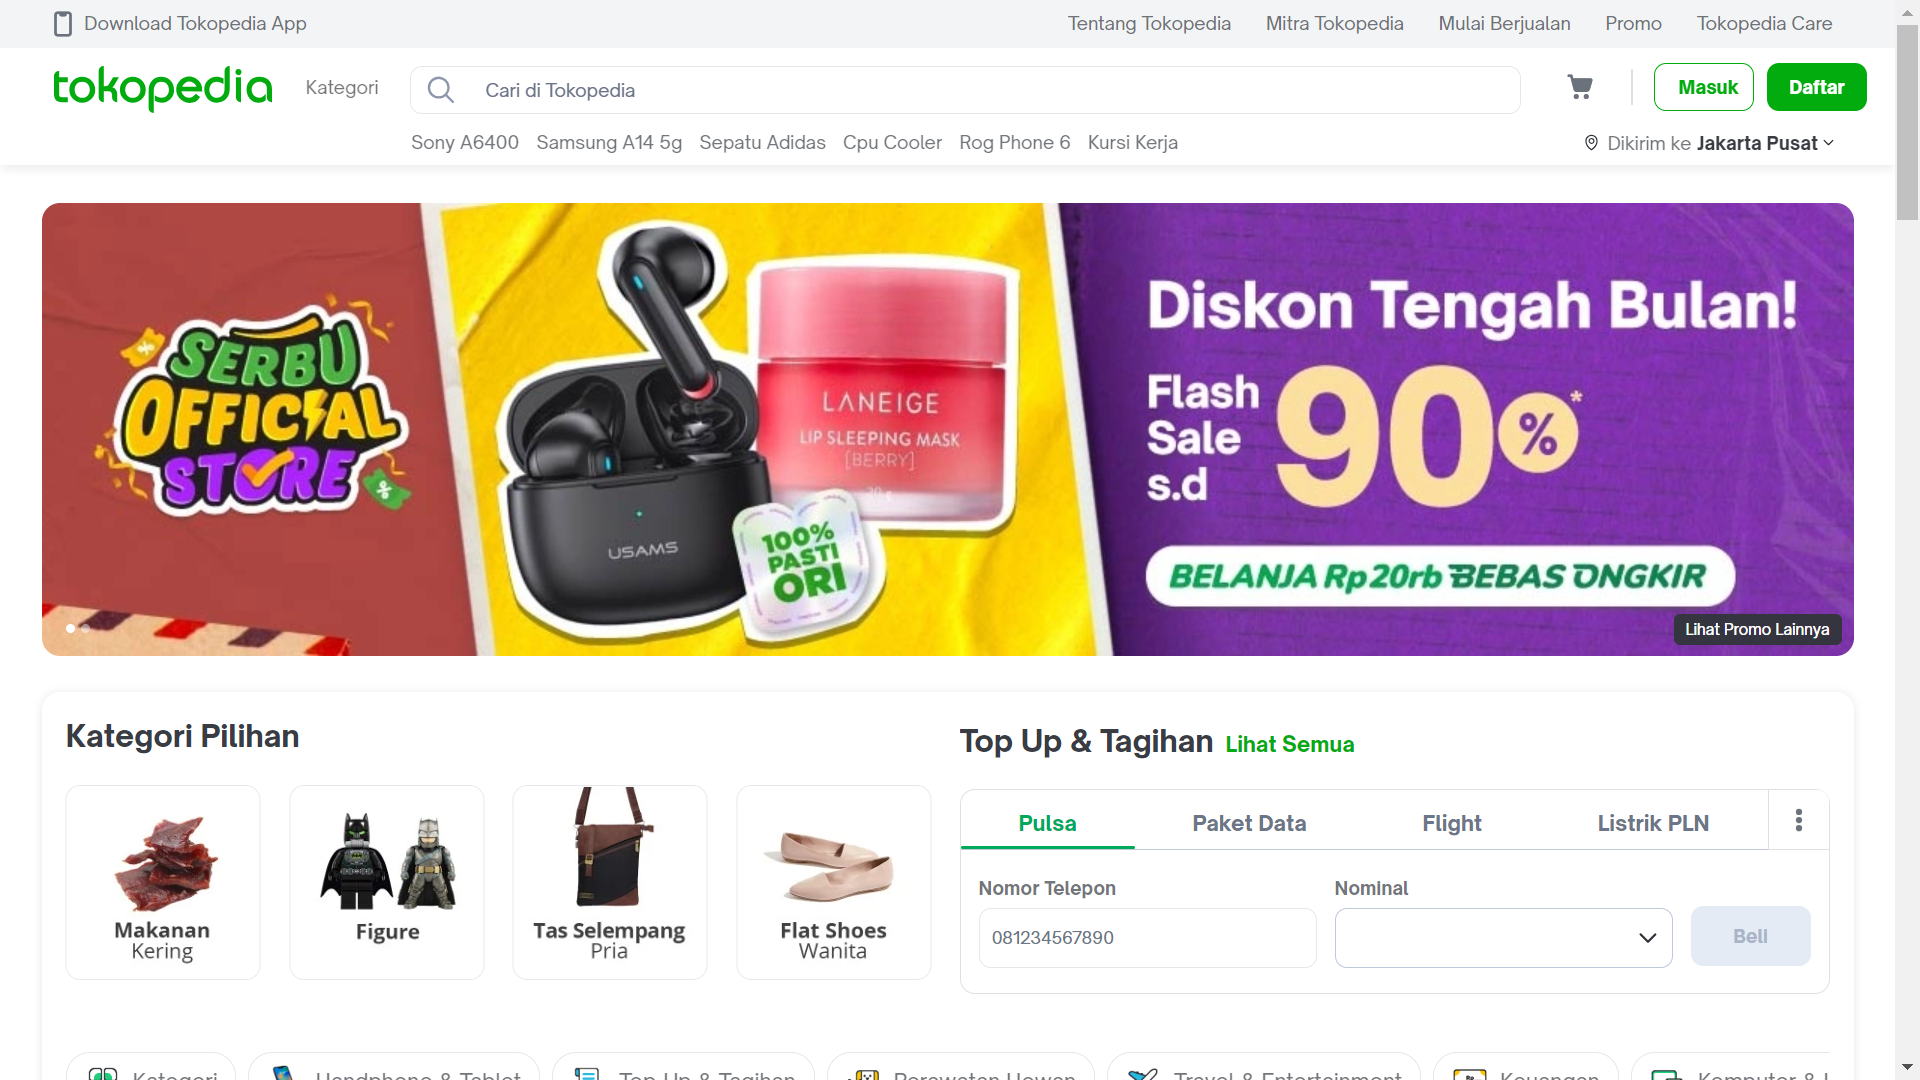 Download Tokopedia App
Tentang Tokopedia Mitra Tokopedia Mulai Berjualan Promo Tokopedia Care
tokopedia Kategori Cari di Tokopedia Masuk Daftar
Sony A6400 Samsung A14 5g Sepatu Adidas Cpu Cooler Rog Phone 6 Kursi Kerja
Dikirim ke Jakarta Pusat
SERBU
OFFICIAL
STORE
USAMS
LANEIGE
LIP SLEEPING MASK
[BERRY]
20 g
100%
PASTI
ORI
Diskon Tengah Bulan!
Flash
Sale
s.d
90%*
BELANJA Rp20rb BEBAS ONGKIR
Lihat Promo Lainnya
Kategori Pilihan
Makanan
Kering
Figure
Tas Selempang
Pria
Flat Shoes
Wanita
Top Up & Tagihan Lihat Semua
Pulsa Paket Data Flight Listrik PLN
Nomor Telepon Nominal
081234567890 Beli
Kategori Handphone & Tablet Top Up & Tagihan Perawatan Hewan Travel & Entertainment Keuangan Komputer &